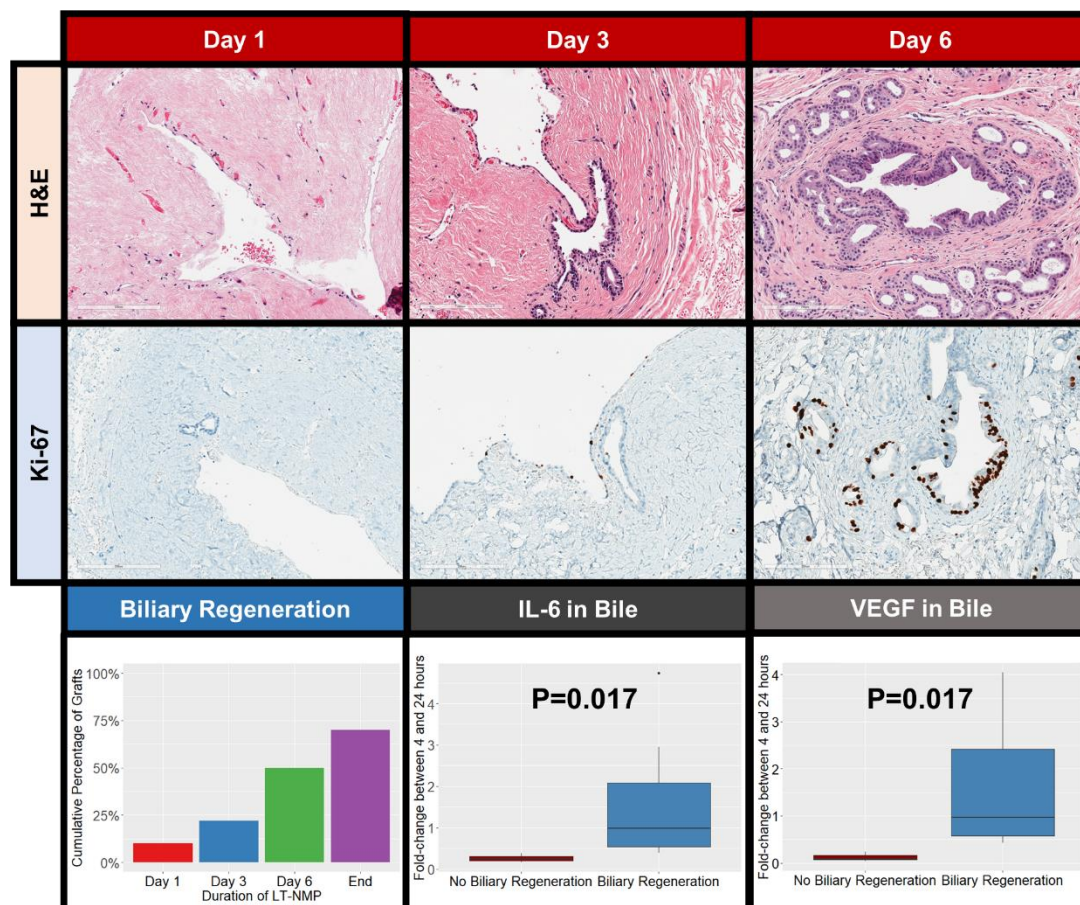 Day 1
Day 3
Day 6
H&E
Ki-67
Biliary Regeneration
IL-6 in Bile
VEGF in Bile
Cumulative Percentage of Grafts
100%
75%
50%
25%
0%
Day 1
Day 3
Day 6
End
Duration of LT-NMP
Fold-change between 4 and 24 hours
P=0.017
4
3
2
1
0
No Biliary Regeneration
Biliary Regeneration
Fold-change between 4 and 24 hours
P=0.017
4
3
2
1
0
No Biliary Regeneration
Biliary Regeneration